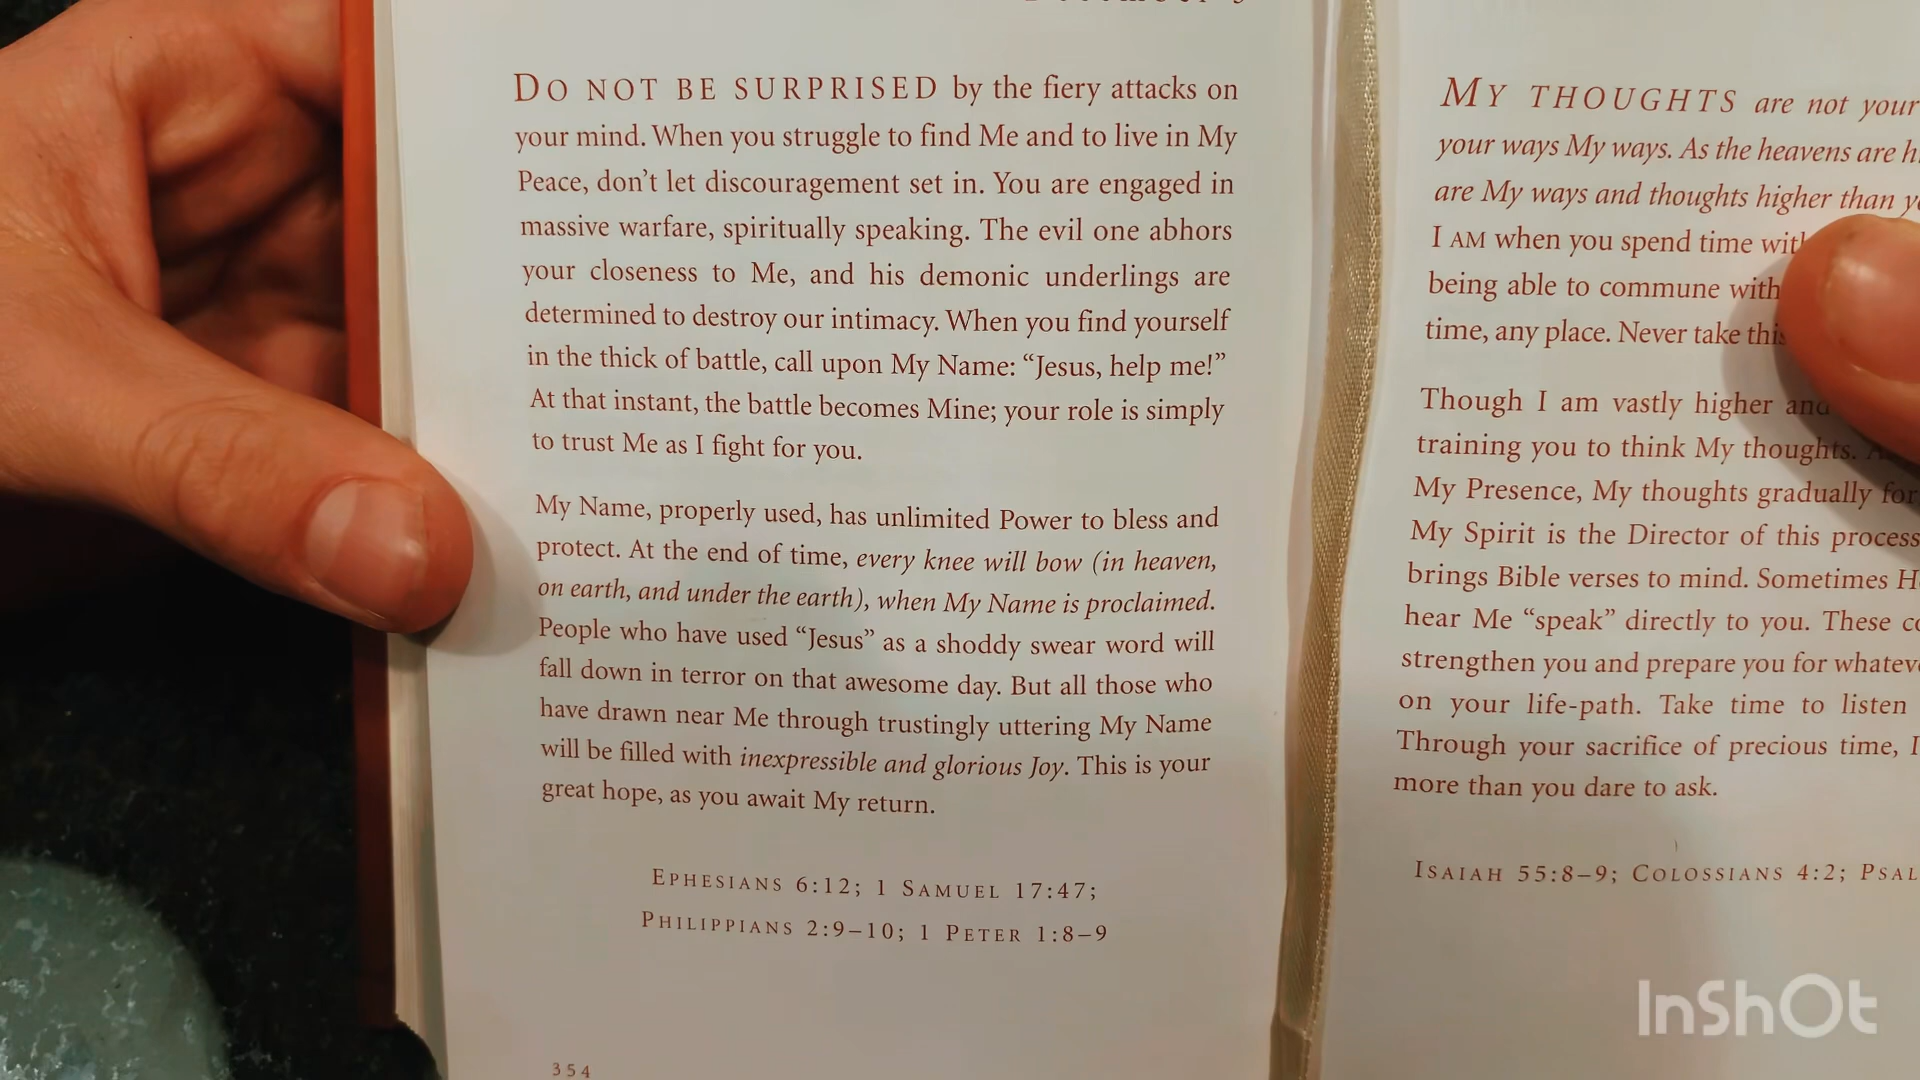 DO NOT BE SURPRISED by the fiery attacks on
your mind. When you struggle to find Me and to live in My
Peace, don't let discouragement set in. You are engaged in
massive warfare, spiritually speaking. The evil one abhors
your closeness to Me, and his demonic underlings are
determined to destroy our intimacy. When you find yourself
in the thick of battle, call upon My Name: “Jesus, help me!”
At that instant, the battle becomes Mine; your role is simply
to trust Me as I fight for you.
My Name, properly used, has unlimited Power to bless and
protect. At the end of time, every knee will bow (in heaven,
on earth, and under the earth), when My Name is proclaimed.
People who have used “Jesus” as a shoddy swear word will
fall down in terror on that awesome day. But all those who
have drawn near Me through trustingly uttering My Name
will be filled with inexpressible and glorious Joy. This is your
great hope, as you await My return.
EPHESIANS 6:12; 1 SAMUEL 17:47;
PHILIPPIANS 2:9–10; 1 PETER 1:8–9
354
MY THOUGHTS are not your
your ways My ways. As the heavens are
are My ways and thoughts higher than
I AM when you spend time with
being able to commune with
time, any place. Never take this
Though I am vastly higher and
training you to think My thoughts.
My Presence, My thoughts gradually
My Spirit is the Director of this process
brings Bible verses to mind. Sometimes
hear Me “speak” directly to you. These
strengthen you and prepare you for
on your life-path. Take time to listen
Through your sacrifice of precious time,
more than you dare to ask.
ISAIAH 55:8–9; COLOSSIANS 4:2;
InShOt